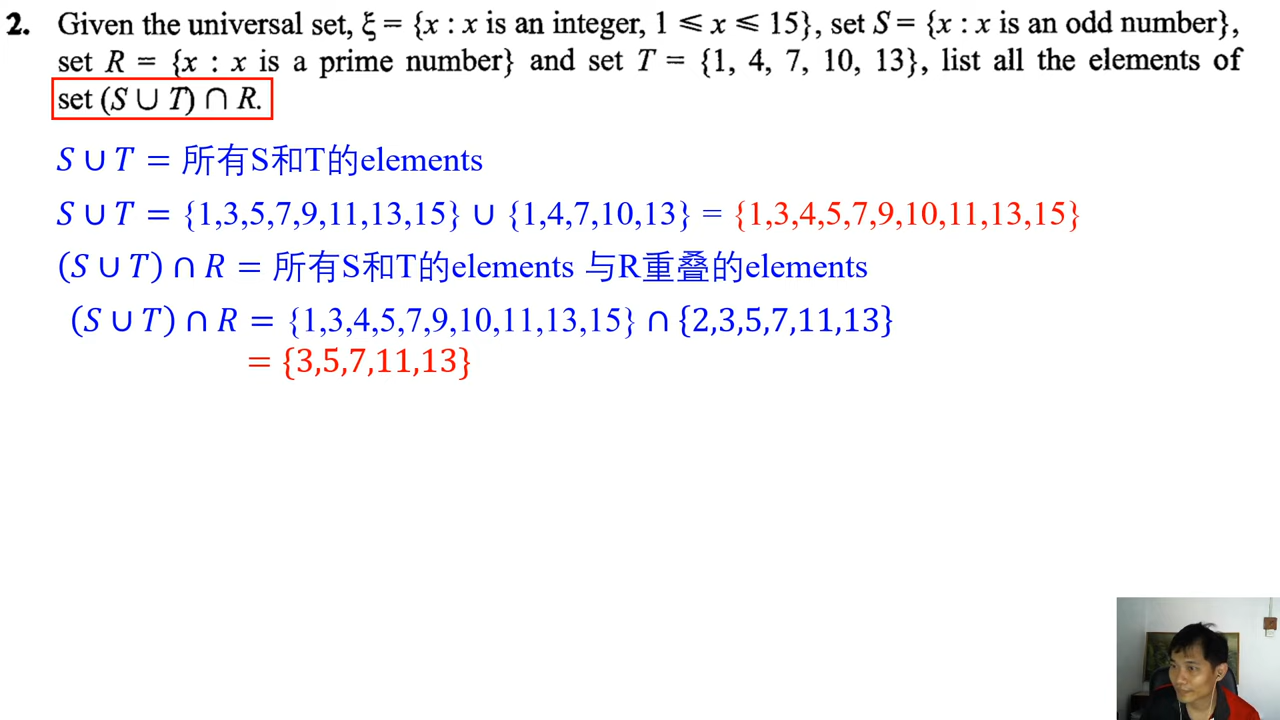 2. Given the universal set, ξ = {x : x is an integer, 1 ⩽ x ⩽ 15}, set S = {x : x is an odd number},
set R = {x : x is a prime number} and set T = {1, 4, 7, 10, 13}, list all the elements of
set (S ∪ T) ∩ R.
S ∪ T = 所有S和T的elements
S ∪ T = {1,3,5,7,9,11,13,15} ∪ {1,4,7,10,13} = {1,3,4,5,7,9,10,11,13,15}
(S ∪ T) ∩ R = 所有S和T的elements 与R重叠的elements
(S ∪ T) ∩ R = {1,3,4,5,7,9,10,11,13,15} ∩ {2,3,5,7,11,13}
= {3,5,7,11,13}